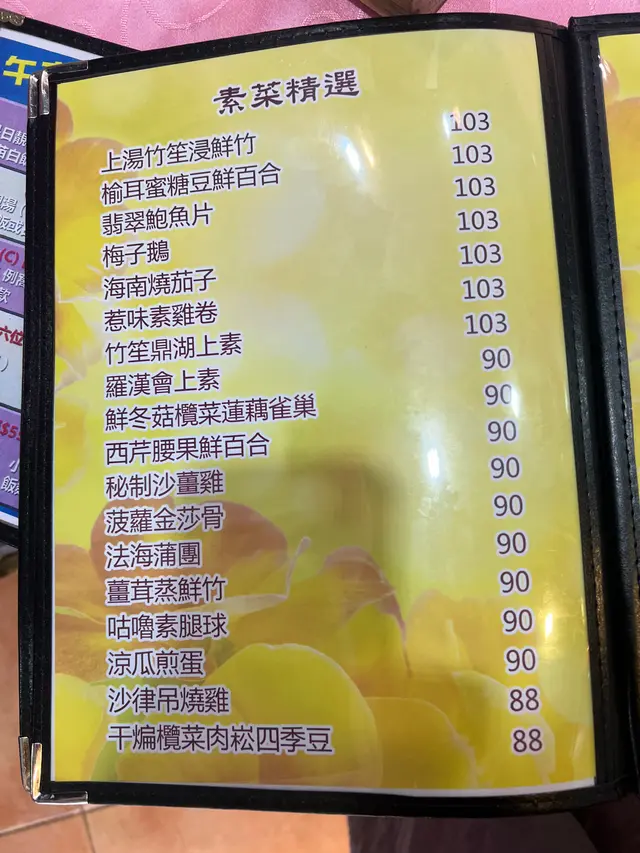 素菜精選
上湯竹笙浸鮮竹 103
榆耳蜜糖豆鮮百合 103
翡翠鮑魚片 103
梅子鵝 103
海南燒茄子 103
惹味素雞卷 103
竹笙鼎湖上素 103
羅漢會上素 90
鮮冬菇欖菜蓮藕雀巢 90
西芹腰果鮮百合 90
秘制沙薑雞 90
菠蘿金莎骨 90
法海蒲團 90
薑茸蒸鮮竹 90
咕嚕素腿球 90
涼瓜煎蛋 90
沙律吊燒雞 88
干煸欖菜肉崧四季豆 88
午
(C)
款
六位
小